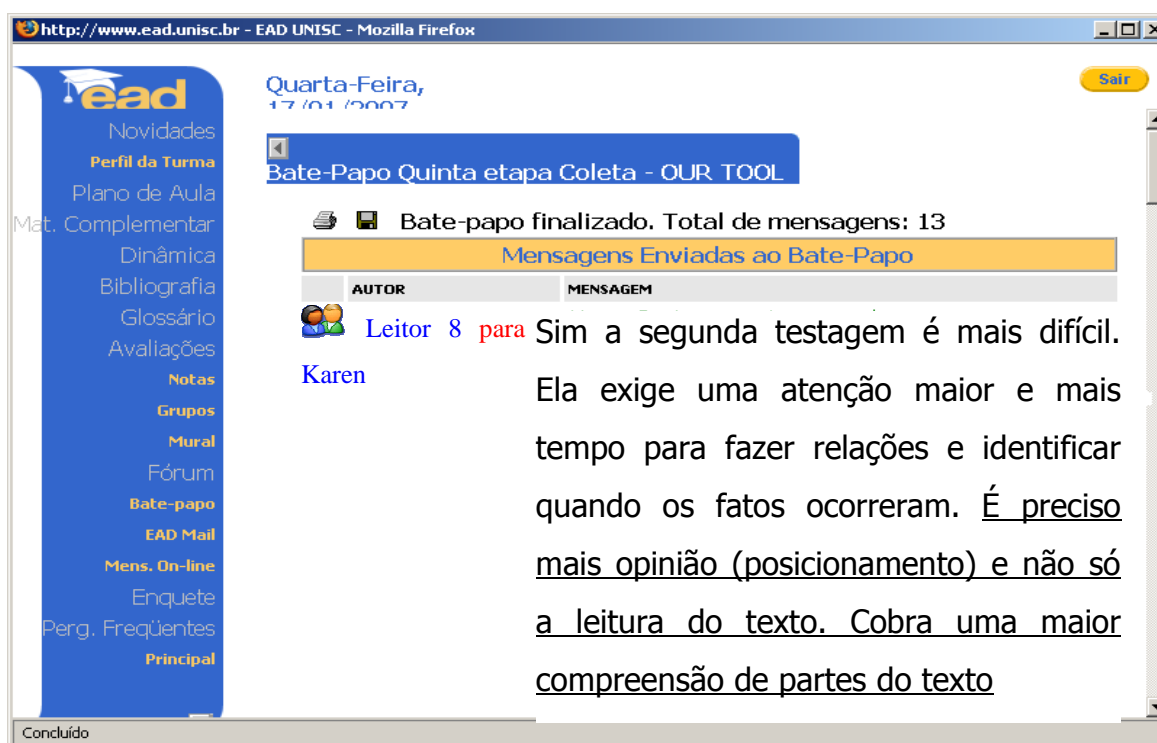 http://www.ead.unisc.br - EAD UNISC - Mozilla Firefox
ead
Quarta-Feira,
17/01/2007
Sair
Novidades
Perfil da Turma
Plano de Aula
Mat. Complementar
Dinâmica
Bibliografia
Glossário
Avaliações
Notas
Grupos
Mural
Fórum
Bate-papo
EAD Mail
Mens. On-line
Enquete
Perg. Freqüentes
Principal
Bate-Papo Quinta etapa Coleta - OUR TOOL
Bate-papo finalizado. Total de mensagens: 13
Mensagens Enviadas ao Bate-Papo
AUTOR MENSAGEM
Leitor 8 para
Karen
Sim a segunda testagem é mais difícil.
Ela exige uma atenção maior e mais
tempo para fazer relações e identificar
quando os fatos ocorreram. É preciso
mais opinião (posicionamento) e não só
a leitura do texto. Cobra uma maior
compreensão de partes do texto
Concluído